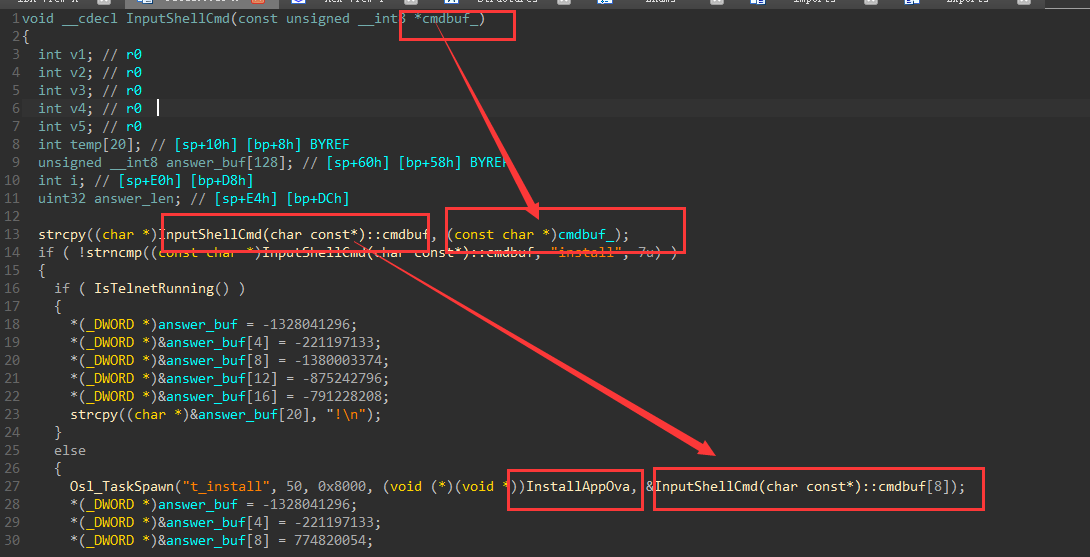 Structures
Enums
Imports
Exports
1 void __cdecl InputShellCmd(const unsigned __int8 *cmdbuf_)
2 {
3 int v1; // r0
4 int v2; // r0
5 int v3; // r0
6 int v4; // r0
7 int v5; // r0
8 int temp[20]; // [sp+10h] [bp+8h] BYREF
9 unsigned __int8 answer_buf[128]; // [sp+60h] [bp+58h] BYREF
10 int i; // [sp+E0h] [bp+D8h]
11 uint32 answer_len; // [sp+E4h] [bp+DCh]
12
13 strcpy((char *)InputShellCmd(char const*)::cmdbuf, (const char *)cmdbuf_);
14 if ( !strncmp((const char *)InputShellCmd(char const*)::cmdbuf, "install", 7u) )
15 {
16 if ( IsTelnetRunning() )
17 {
18 *(_DWORD *)answer_buf = -1328041296;
19 *(_DWORD *)&answer_buf[4] = -221197133;
20 *(_DWORD *)&answer_buf[8] = -1380003374;
21 *(_DWORD *)&answer_buf[12] = -875242796;
22 *(_DWORD *)&answer_buf[16] = -791228208;
23 strcpy((char *)&answer_buf[20], "!\n");
24 }
25 else
26 {
27 Osl_TaskSpawn("t_install", 50, 0x8000, (void (*)(void *))InstallAppOva, &InputShellCmd(char const*)::cmdbuf[8]);
28 *(_DWORD *)answer_buf = -1328041296;
29 *(_DWORD *)&answer_buf[4] = -221197133;
30 *(_DWORD *)&answer_buf[8] = 774820054;